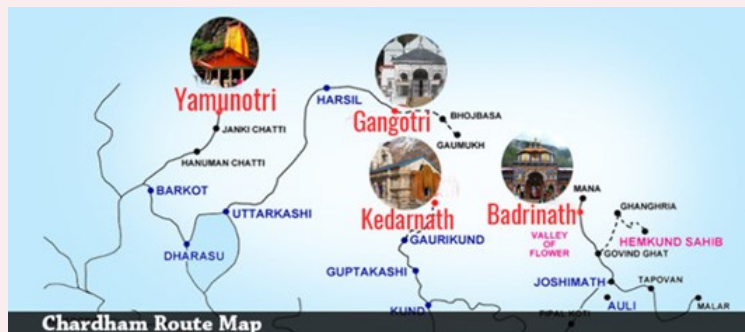 Yamunotri
JANKI CHATTI
HANUMAN CHATTI
BARKOT
DHARASU
UTTARKASHI
HARSIL
Gangotri
BHOJBASA
GAUMUKH
Kedarnath
GAURIKUND
GUPTAKASHI
KUND
Badrinath
MANA
VALLEY
OF
FLOWER
GHANGHRIA
HEMKUND SAHIB
GOVIND GHAT
JOSHIMATH
TAPOVAN
AULI
MALAR
PIPAL KOTI
Chardham Route Map